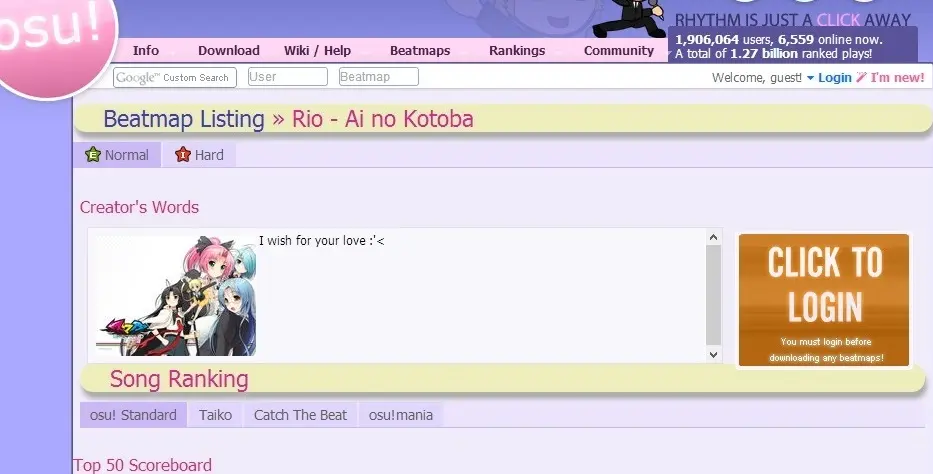 osu!
RHYTHM IS JUST A CLICK AWAY
Info Download Wiki / Help Beatmaps Rankings Community
1,906,064 users, 6,559 online now.
A total of 1.27 billion ranked plays!
Google™ Custom Search User Beatmap
Welcome, guest! Login I'm new!
Beatmap Listing » Rio - Ai no Kotoba
E Normal I Hard
Creator's Words
I wish for your love :'<
CLICK TO
LOGIN
You must login before
downloading any beatmaps!
Song Ranking
osu! Standard Taiko Catch The Beat osu!mania
Top 50 Scoreboard